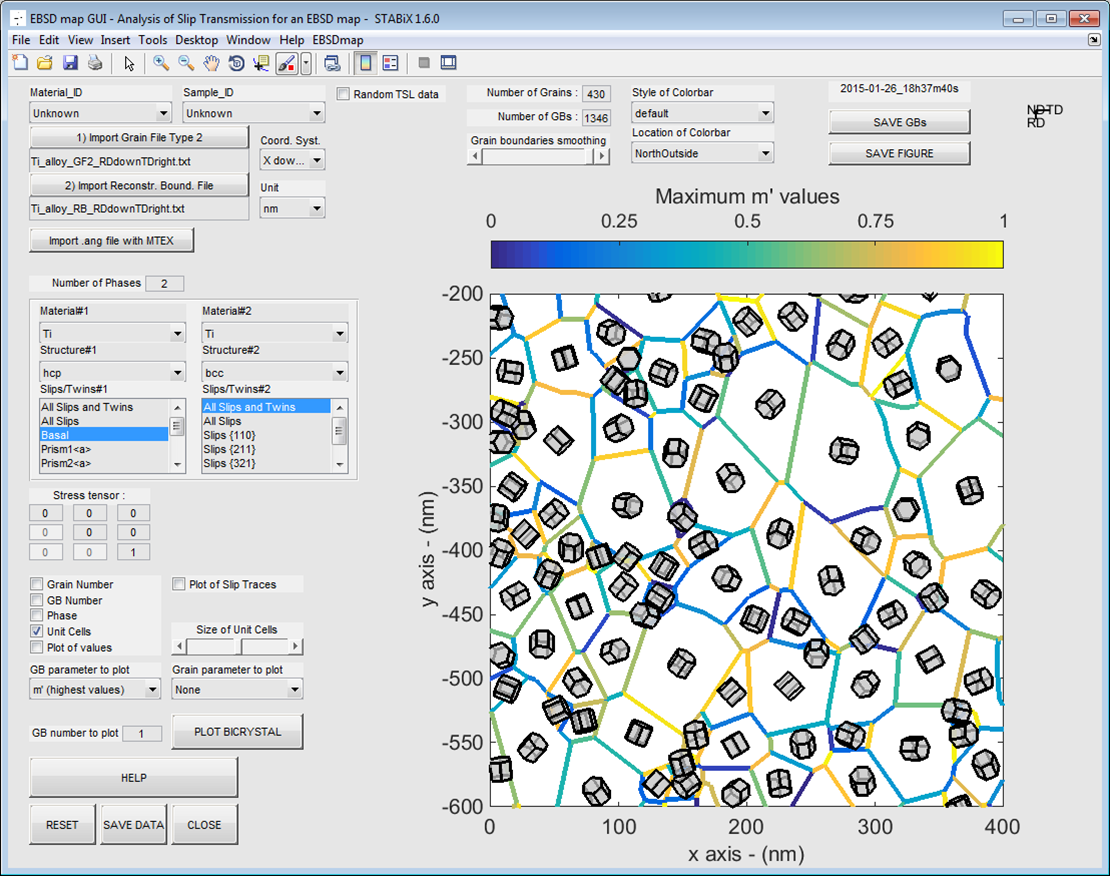 EBSD map GUI - Analysis of Slip Transmission for an EBSD map - STABiX 1.6.0
File Edit View Insert Tools Desktop Window Help EBSDmap
Material_ID
Sample_ID
Unknown
Unknown
Random TSL data
1) Import Grain File Type 2
Ti_alloy_GF2_RDdownTDright.txt
2) Import Reconstr. Bound. File
Ti_alloy_RB_RDdownTDright.txt
Import .ang file with MTEX
Coord. Syst.
X dow...
Unit
nm
Number of Grains : 430
Number of GBs : 1346
Grain boundaries smoothing
Style of Colorbar
default
Location of Colorbar
NorthOutside
2015-01-26_18h37m40s
SAVE GBs
SAVE FIGURE
ND TD
RD
Number of Phases 2
Material#1
Ti
Structure#1
hcp
Slips/Twins#1
All Slips and Twins
All Slips
Basal
Prism1<a>
Prism2<a>
Material#2
Ti
Structure#2
bcc
Slips/Twins#2
All Slips and Twins
All Slips
Slips {110}
Slips {211}
Slips {321}
Stress tensor :
0 0 0
0 0 0
0 0 1
Grain Number
GB Number
Phase
Unit Cells
Plot of values
Plot of Slip Traces
Size of Unit Cells
GB parameter to plot
m' (highest values)
Grain parameter to plot
None
GB number to plot 1
PLOT BICRYSTAL
HELP
RESET
SAVE DATA
CLOSE
Maximum m' values
0 0.25 0.5 0.75 1
-200
-250
-300
-350
-400
-450
-500
-550
-600
y axis - (nm)
0 100 200 300 400
x axis - (nm)